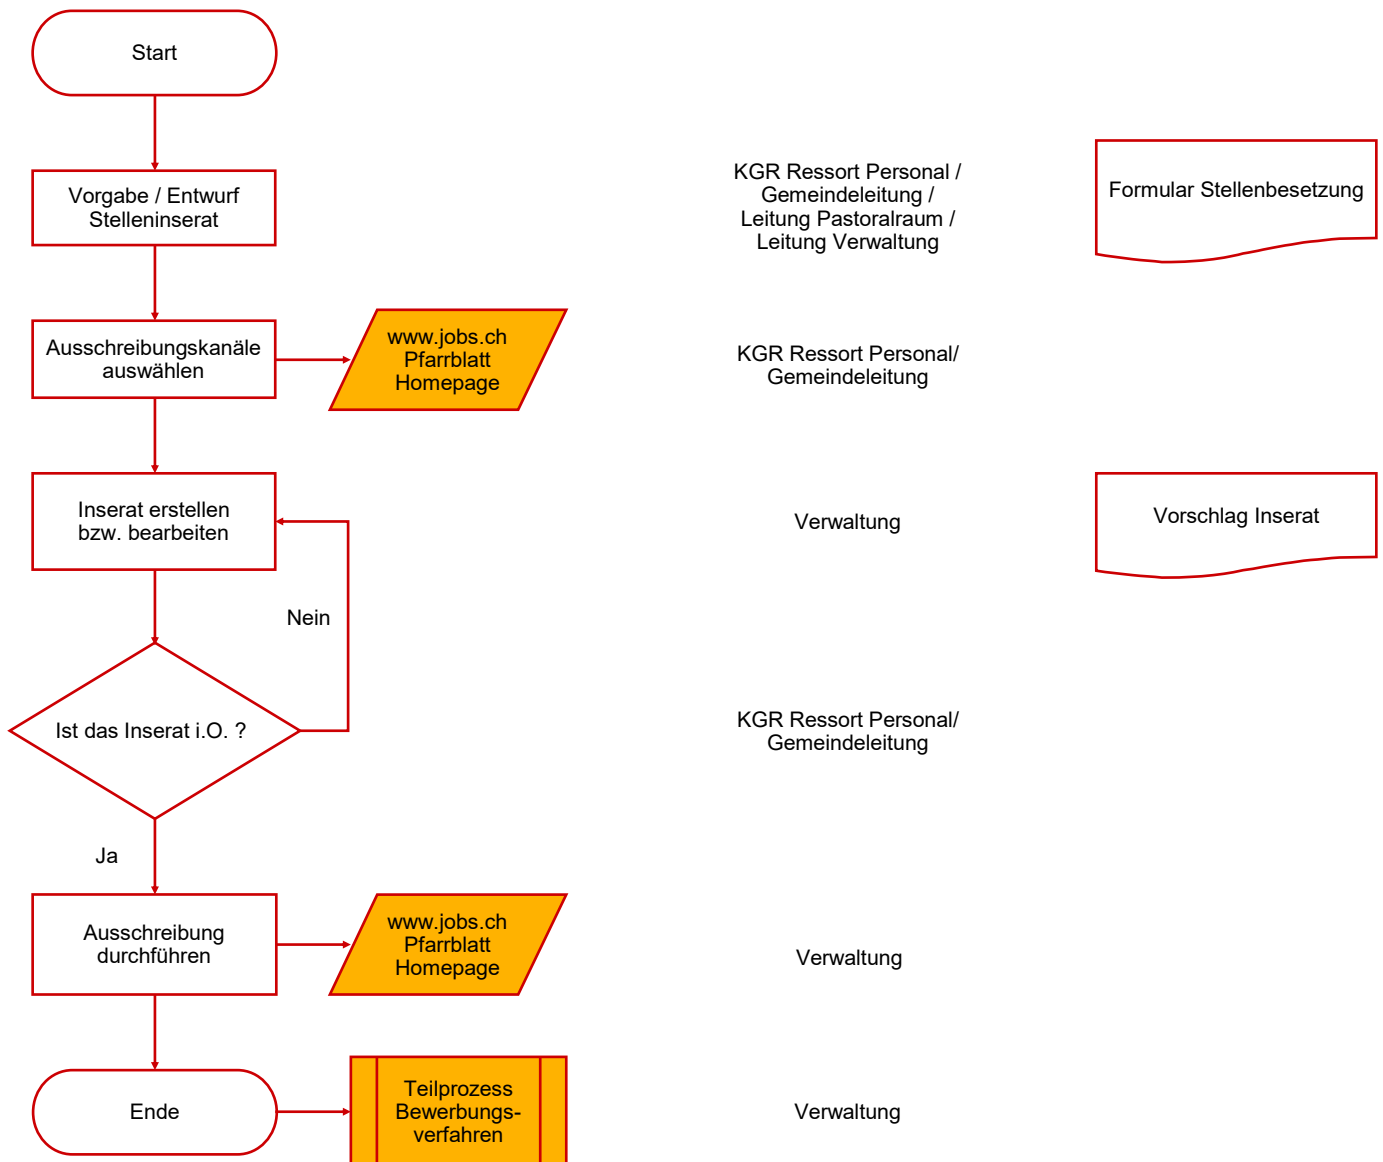 Start
Vorgabe / Entwurf
Stelleninserat
KGR Ressort Personal /
Gemeindeleitung /
Leitung Pastoralraum /
Leitung Verwaltung
Formular Stellenbesetzung
Ausschreibungskanäle
auswählen
www.jobs.ch
Pfarrblatt
Homepage
KGR Ressort Personal/
Gemeindeleitung
Inserat erstellen
bzw. bearbeiten
Verwaltung
Vorschlag Inserat
Nein
Ist das Inserat i.O. ?
KGR Ressort Personal/
Gemeindeleitung
Ja
Ausschreibung
durchführen
www.jobs.ch
Pfarrblatt
Homepage
Verwaltung
Ende
Teilprozess
Bewerbungs-
verfahren
Verwaltung